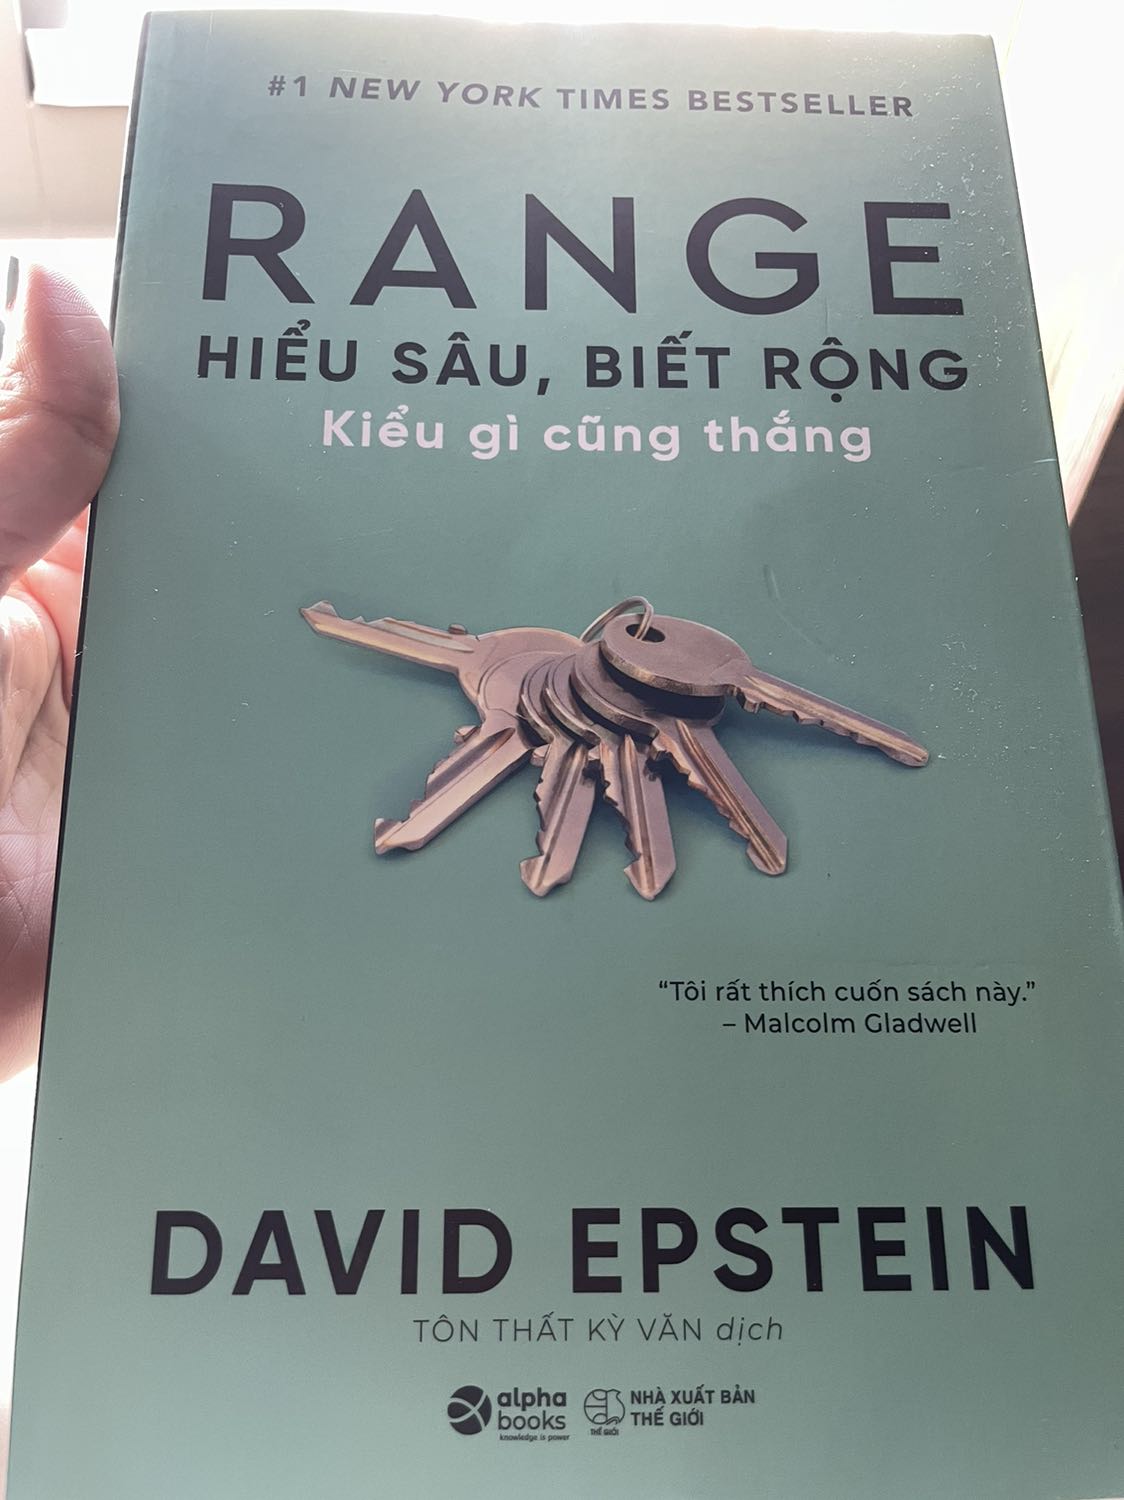 #1 NEW YORK TIMES BESTSELLER
RANGE
HIỂU SÂU, BIẾT RỘNG
Kiểu gì cũng thắng
“Tôi rất thích cuốn sách này.”
– Malcolm Gladwell
DAVID EPSTEIN
TÔN THẤT KỲ VĂN dịch
alpha
books
knowledge is power
NHÀ XUẤT BẢN
THẾ GIỚI
THẾ GIỚI